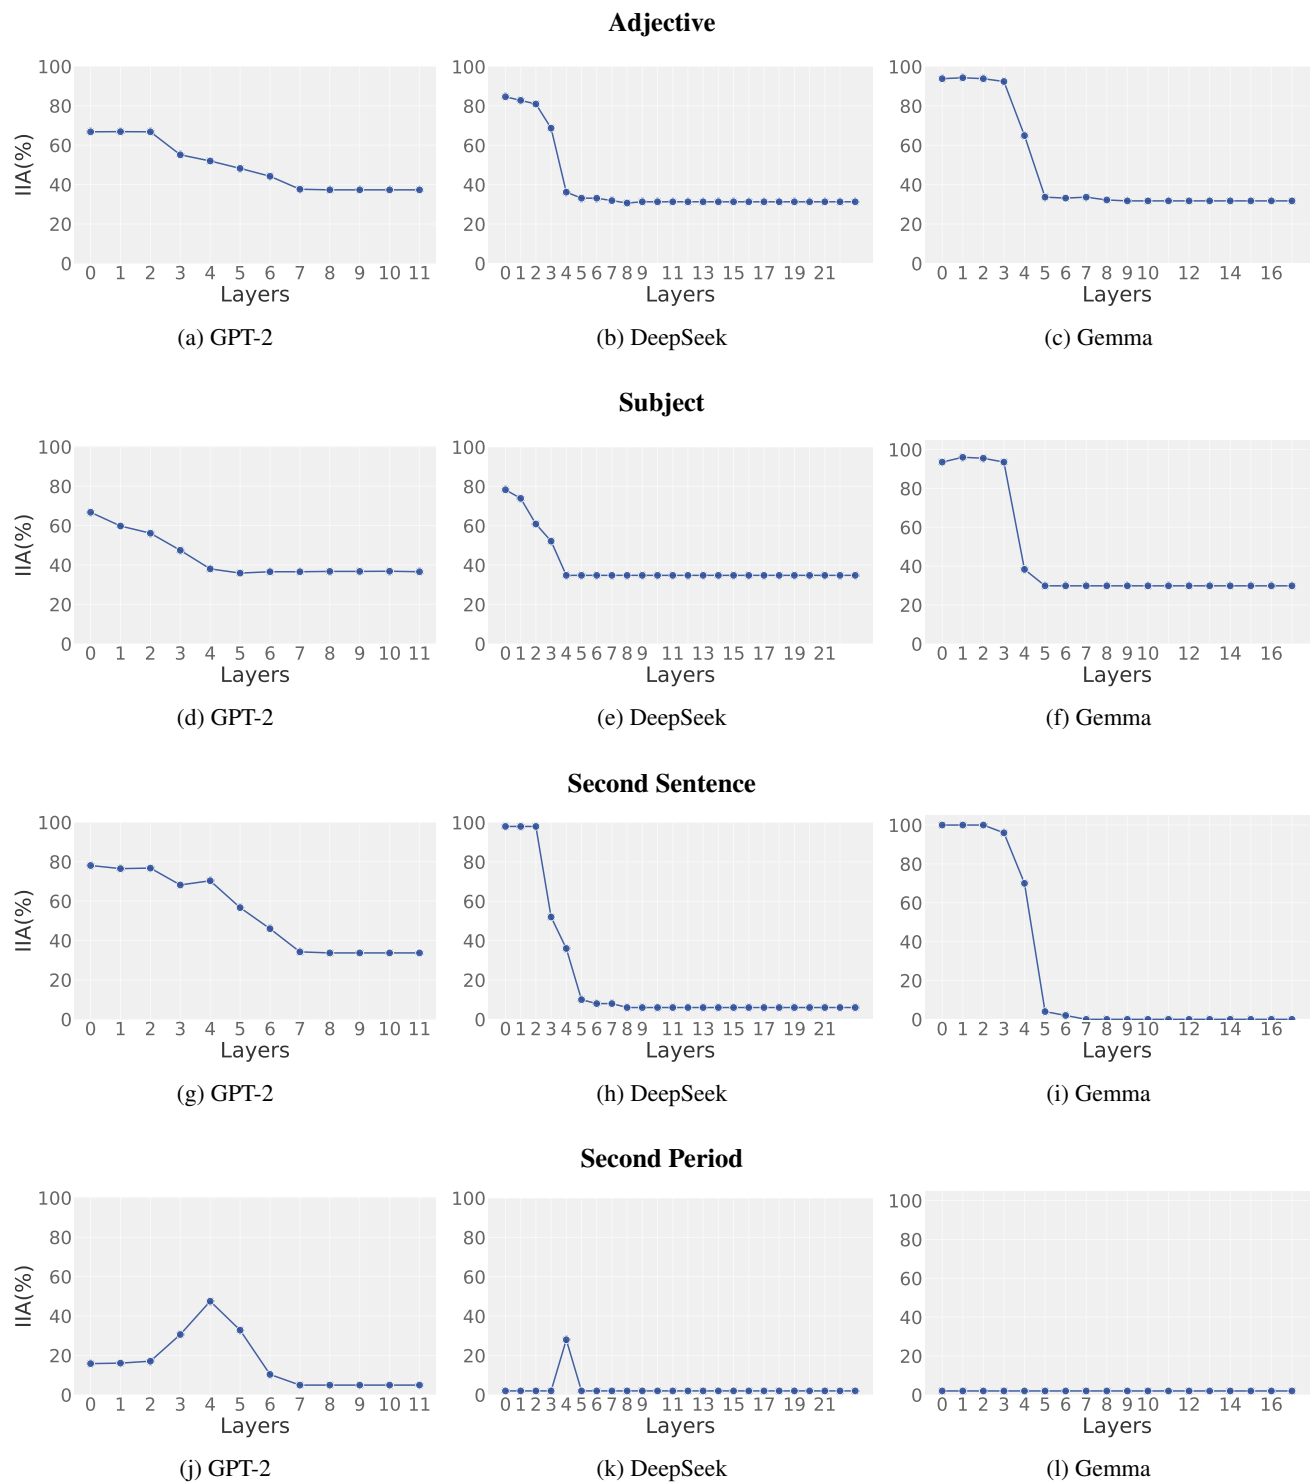 Adjective
100
80
60
40
20
0
IIA(%)
0 1 2 3 4 5 6 7 8 9 10 11
Layers
(a) GPT-2
100
80
60
40
20
0
0 1 2 3 4 5 6 7 8 9 11 13 15 17 19 21
Layers
(b) DeepSeek
100
80
60
40
20
0
0 1 2 3 4 5 6 7 8 9 10 12 14 16
Layers
(c) Gemma
Subject
100
80
60
40
20
0
IIA(%)
0 1 2 3 4 5 6 7 8 9 10 11
Layers
(d) GPT-2
100
80
60
40
20
0
0 1 2 3 4 5 6 7 8 9 11 13 15 17 19 21
Layers
(e) DeepSeek
100
80
60
40
20
0
0 1 2 3 4 5 6 7 8 9 10 12 14 16
Layers
(f) Gemma
Second Sentence
100
80
60
40
20
0
IIA(%)
0 1 2 3 4 5 6 7 8 9 10 11
Layers
(g) GPT-2
100
80
60
40
20
0
0 1 2 3 4 5 6 7 8 9 11 13 15 17 19 21
Layers
(h) DeepSeek
100
80
60
40
20
0
0 1 2 3 4 5 6 7 8 9 10 12 14 16
Layers
(i) Gemma
Second Period
100
80
60
40
20
0
IIA(%)
0 1 2 3 4 5 6 7 8 9 10 11
Layers
(j) GPT-2
100
80
60
40
20
0
0 1 2 3 4 5 6 7 8 9 11 13 15 17 19 21
Layers
(k) DeepSeek
100
80
60
40
20
0
0 1 2 3 4 5 6 7 8 9 10 12 14 16
Layers
(l) Gemma